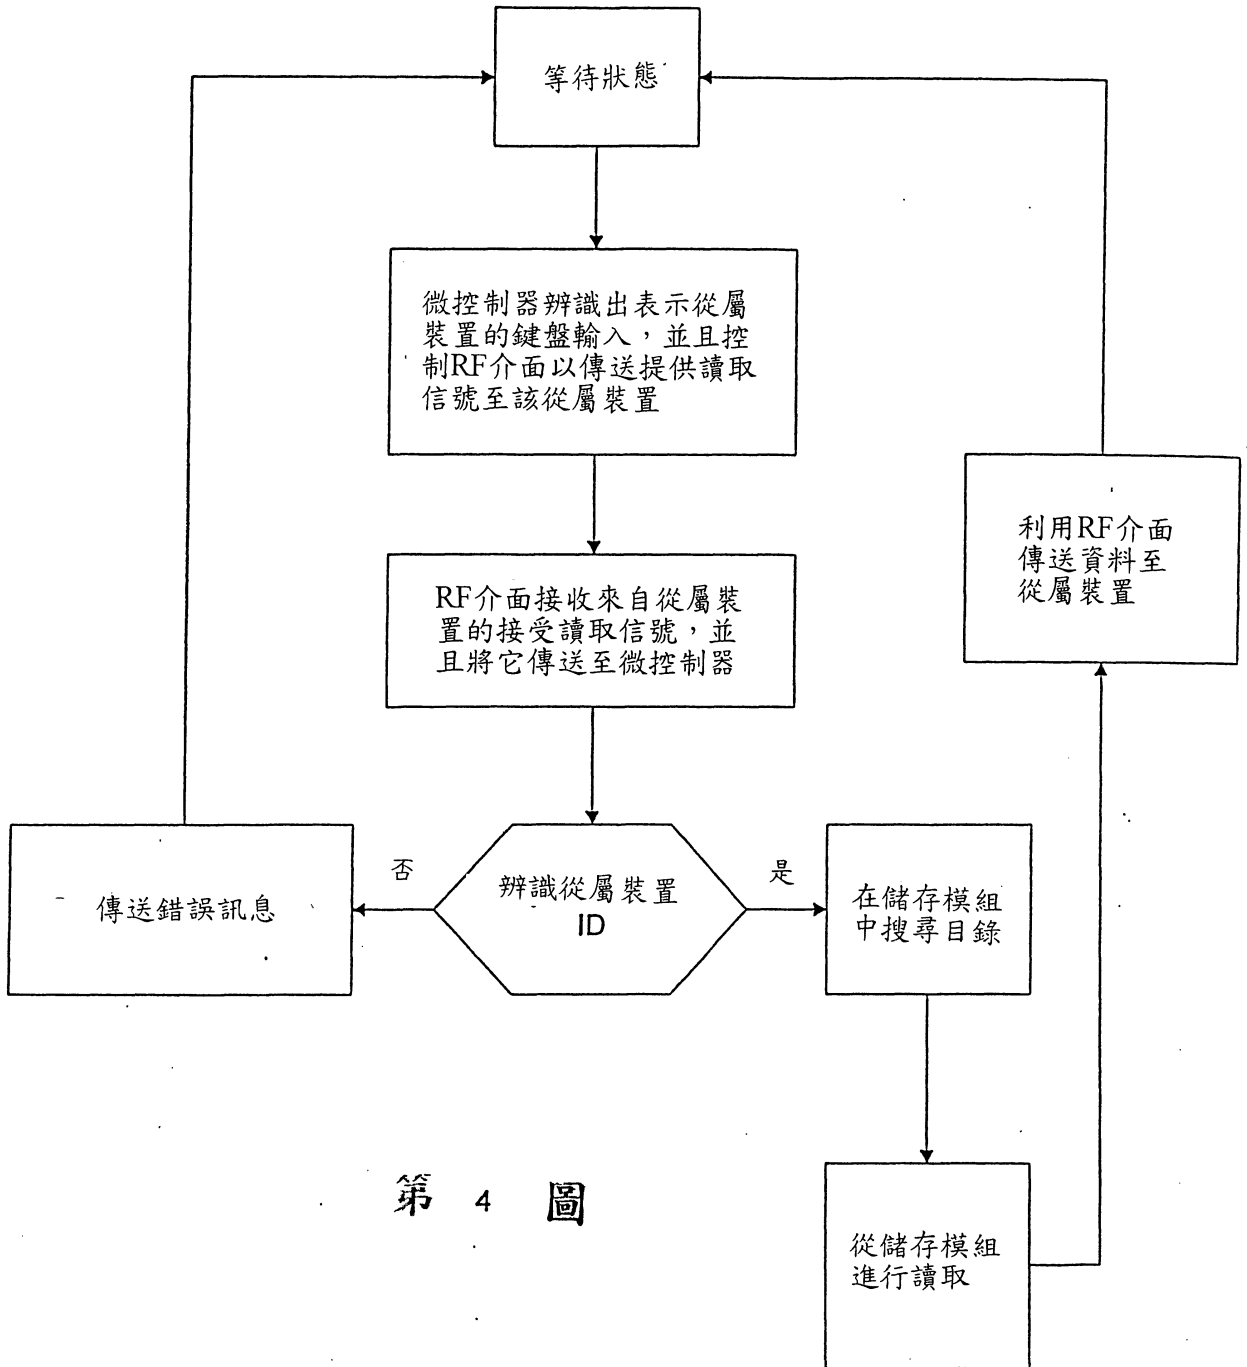 等待狀態
微控制器辨識出表示從屬
裝置的鍵盤輸入，並且控
制RF介面以傳送提供讀取
信號至該從屬裝置
利用RF介面
傳送資料至
從屬裝置
RF介面接收來自從屬裝
置的接受讀取信號，並
且將它傳送至微控制器
否
是
傳送錯誤訊息
辨識從屬裝置
ID
在儲存模組
中搜尋目錄
第 4 圖
從儲存模組
進行讀取